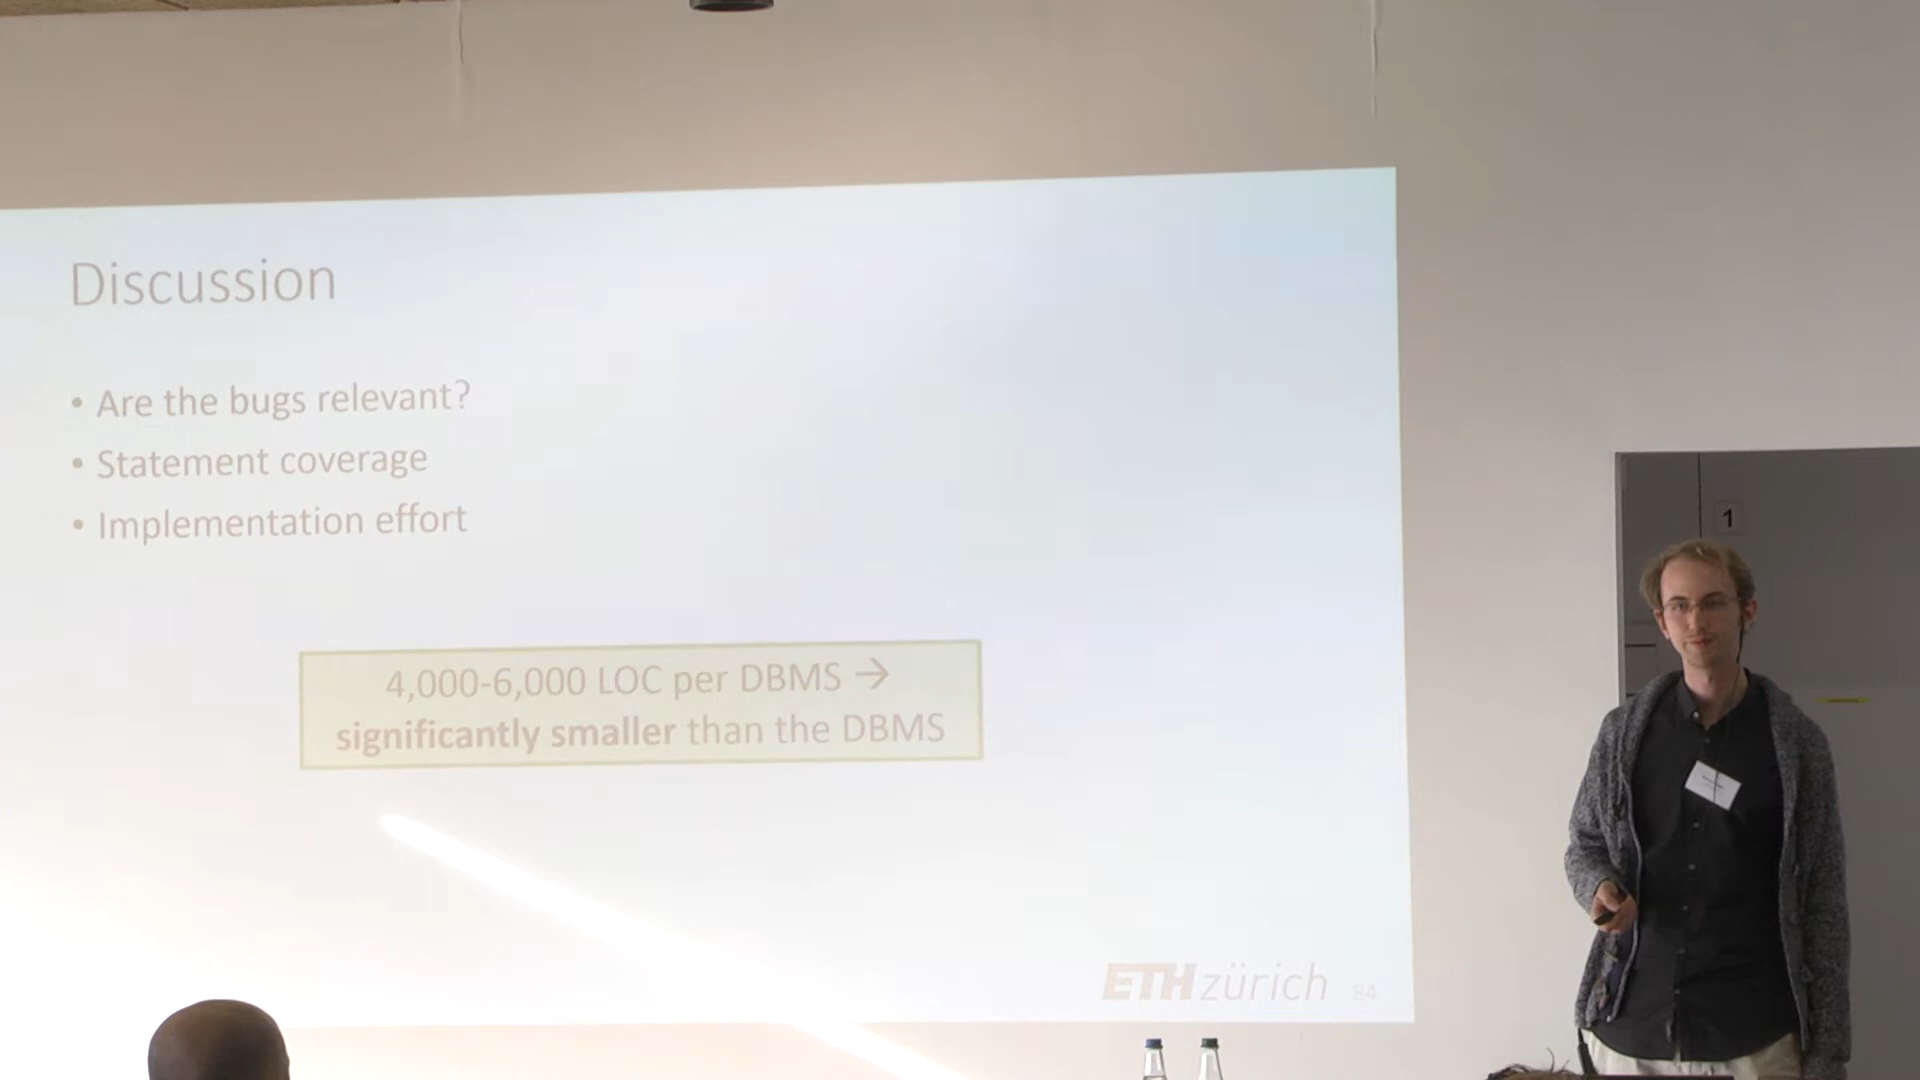 Discussion
• Are the bugs relevant?
• Statement coverage
• Implementation effort
4,000-6,000 LOC per DBMS →
significantly smaller than the DBMS
ETH zürich 84
1